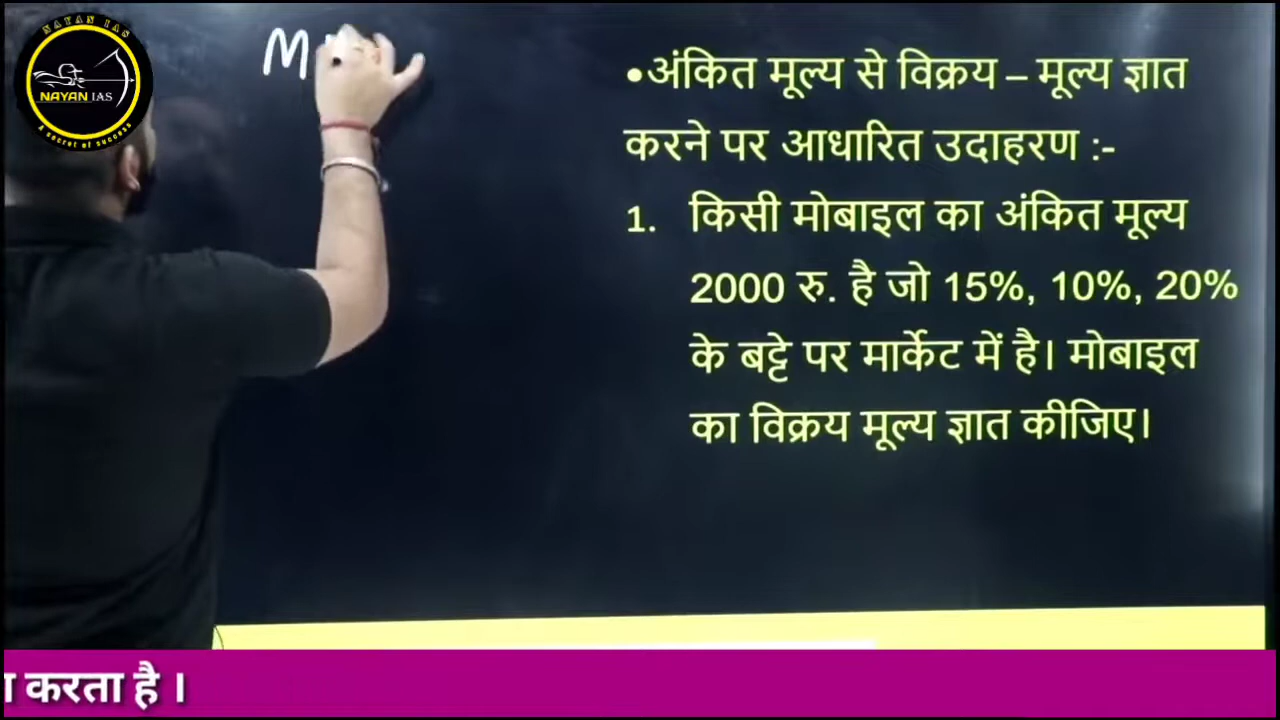 NAYAN IAS
NAYAN IAS
A secret of success
M
•अंकित मूल्य से विक्रय – मूल्य ज्ञात
करने पर आधारित उदाहरण :-
1. किसी मोबाइल का अंकित मूल्य
2000 रु. है जो 15%, 10%, 20%
के बट्टे पर मार्केट में है। मोबाइल
का विक्रय मूल्य ज्ञात कीजिए।
करता है ।